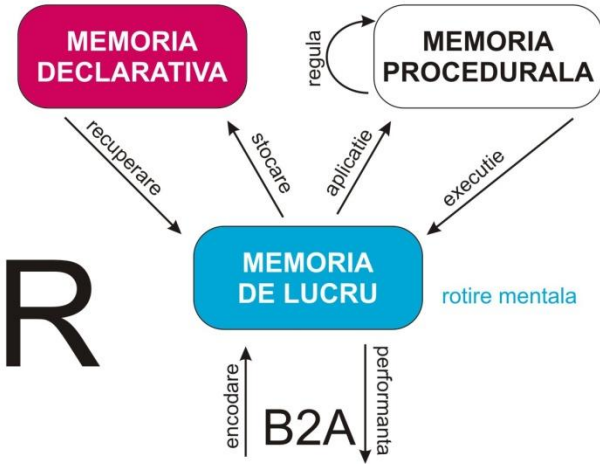 MEMORIA
DECLARATIVA
regula
MEMORIA
PROCEDURALA
recuperare
stocare
aplicatie
executie
MEMORIA
DE LUCRU
rotire mentala
R
encodare
B2A
performanta